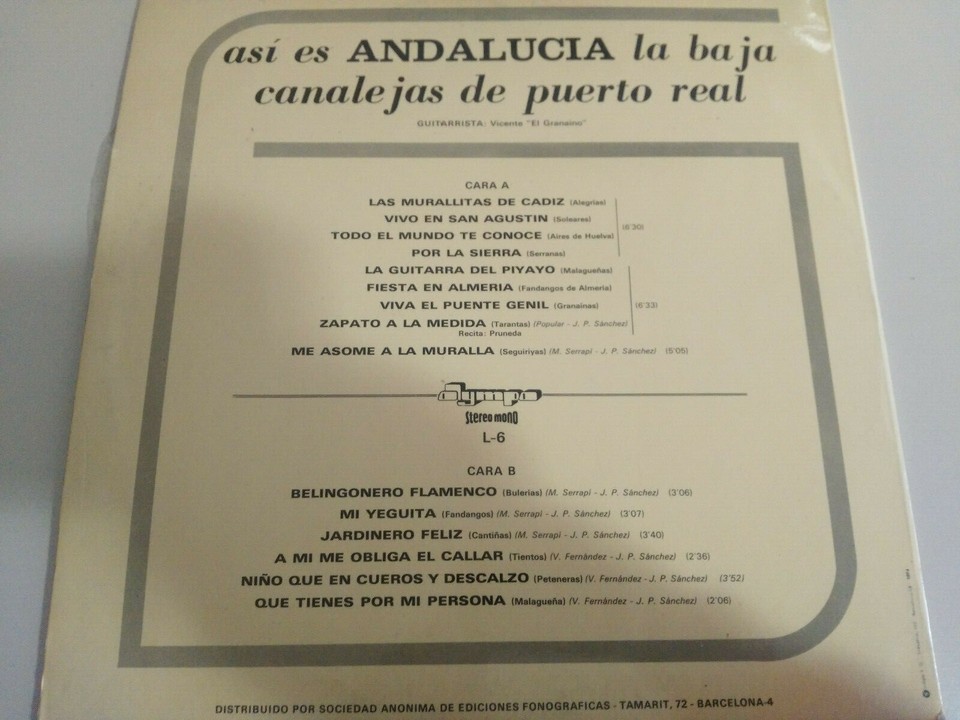 así es ANDALUCIA la baja
canalejas de puerto real
GUITARRISTA: Vicente "El Granaino"
CARA A
LAS MURALLITAS DE CADIZ (Alegrias)
VIVO EN SAN AGUSTIN (Soleares)
TODO EL MUNDO TE CONOCE (Aires de Huelva)
(6'30)
POR LA SIERRA (Serranas)
LA GUITARRA DEL PIYAYO (Malagueñas)
FIESTA EN ALMERIA (Fandangos de Almeria)
VIVA EL PUENTE GENIL (Granainas)
(6'33)
ZAPATO A LA MEDIDA (Tarantas) (Popular - J. P. Sánchez)
Recita: Pruneda
ME ASOME A LA MURALLA (Seguiriyas) (M. Serrapi - J. P. Sánchez) (5'05)
Olympo
Stereo mono
L-6
CARA B
BELINGONERO FLAMENCO (Bulerias) (M. Serrapi - J. P. Sánchez) (3'06)
MI YEGUITA (Fandangos) (M. Serrapi - J. P. Sánchez) (3'07)
JARDINERO FELIZ (Cantiñas) (M. Serrapi - J. P. Sánchez) (3'40)
A MI ME OBLIGA EL CALLAR (Tientos) (V. Fernández - J. P. Sánchez) (2'36)
NIÑO QUE EN CUEROS Y DESCALZO (Peteneras) (V. Fernández - J. P. Sánchez) (3'52)
QUE TIENES POR MI PERSONA (Malagueña) (V. Fernández - J. P. Sánchez) (2'06)
DISTRIBUIDO POR SOCIEDAD ANONIMA DE EDICIONES FONOGRAFICAS - TAMARIT, 72 - BARCELONA-4